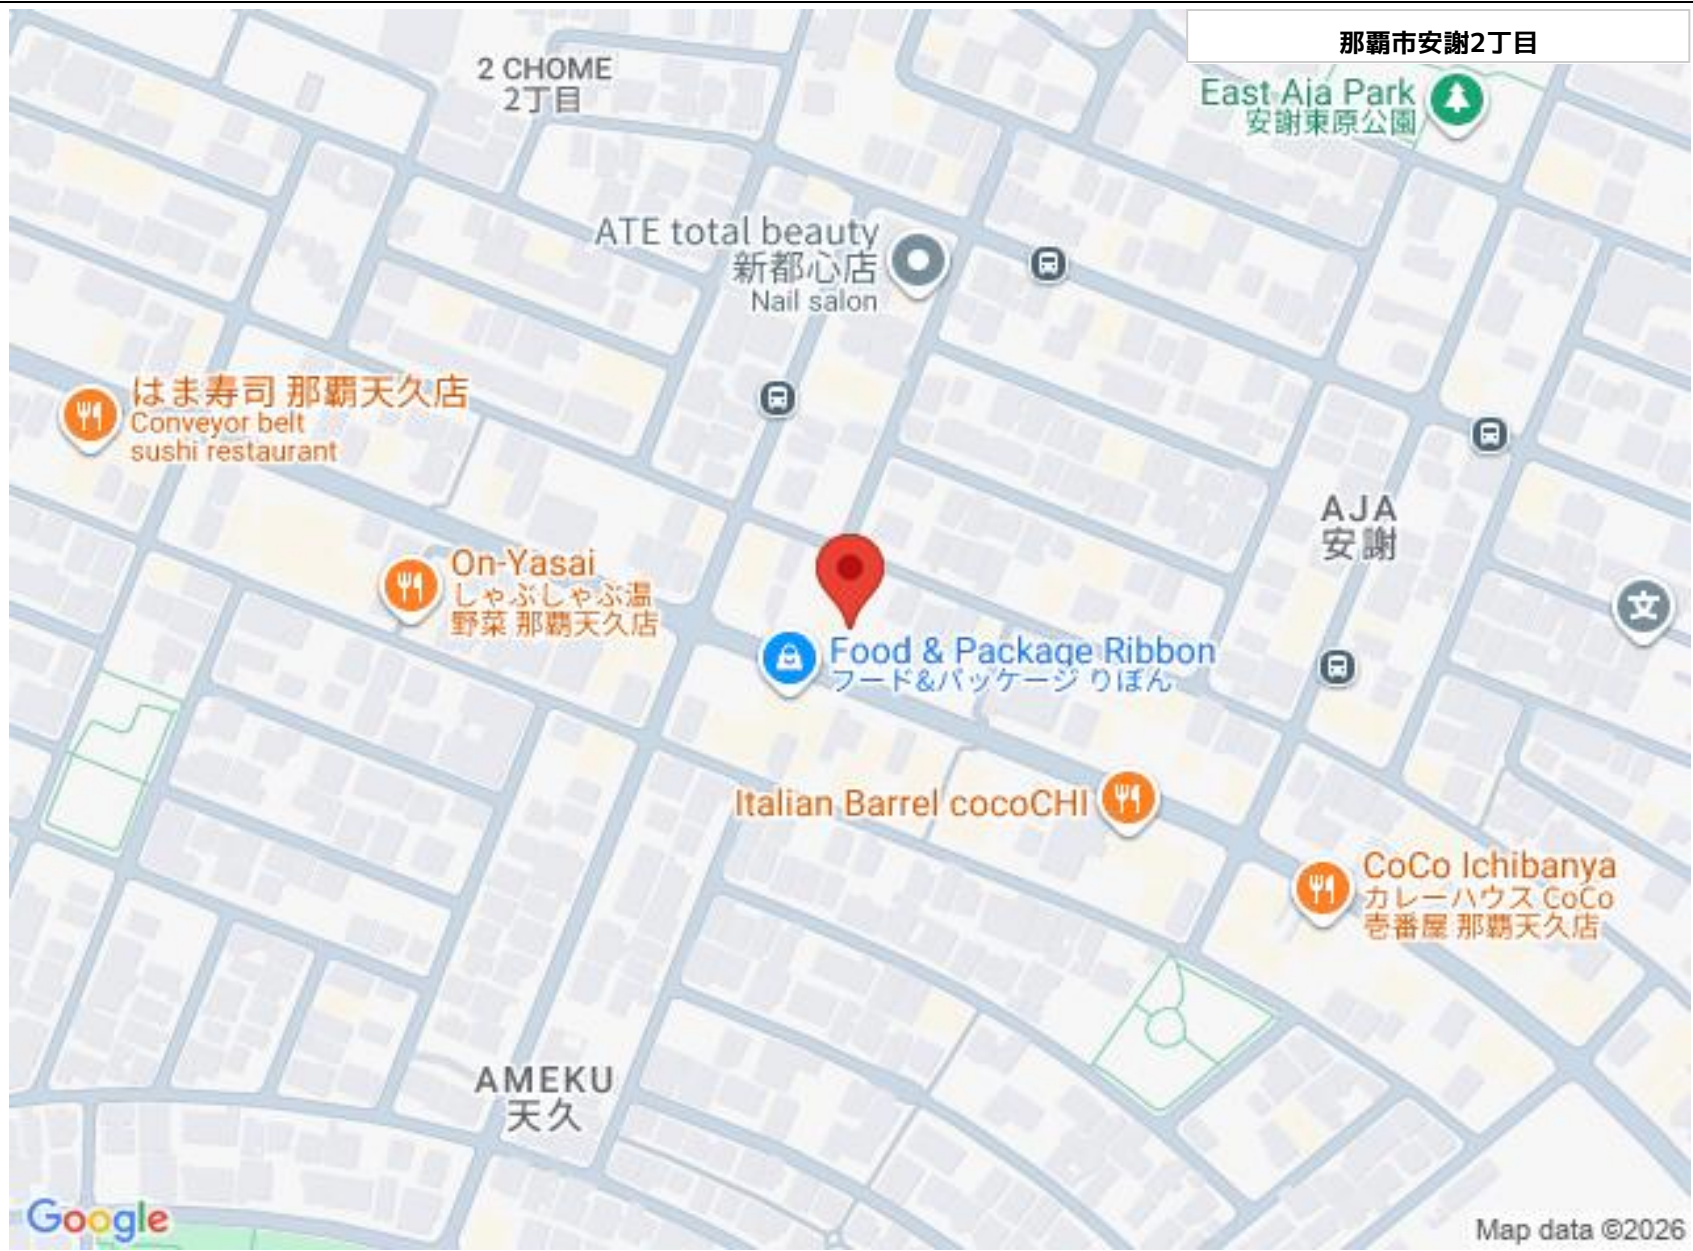 那覇市安謝2丁目
2 CHOME
2丁目
East Aja Park
安謝東原公園
ATE total beauty
新都心店
Nail salon
はま寿司 那覇天久店
Conveyor belt
sushi restaurant
AJA
安謝
On-Yasai
しゃぶしゃぶ温
野菜 那覇天久店
文
Food & Package Ribbon
フード&パッケージ りぼん
Italian Barrel cocoCHI
CoCo Ichibanya
カレーハウス CoCo
壱番屋 那覇天久店
AMEKU
天久
Google
Map data ©2026